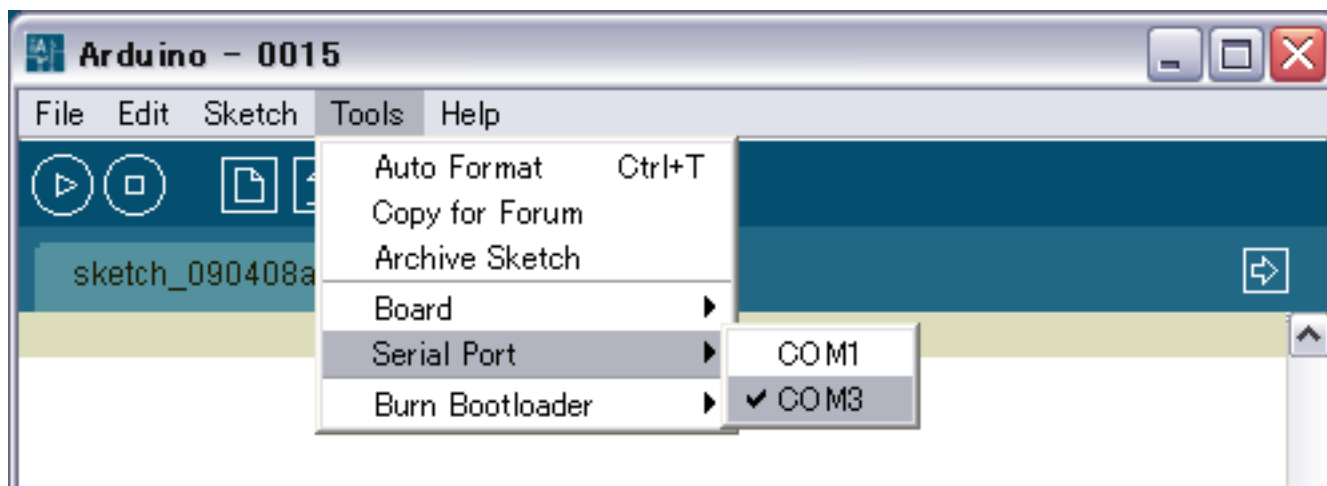 Arduino - 0015
File Edit Sketch Tools Help
Auto Format Ctrl+T
Copy for Forum
Archive Sketch
sketch_090408a
Board
Serial Port
COM1
COM3
Burn Bootloader